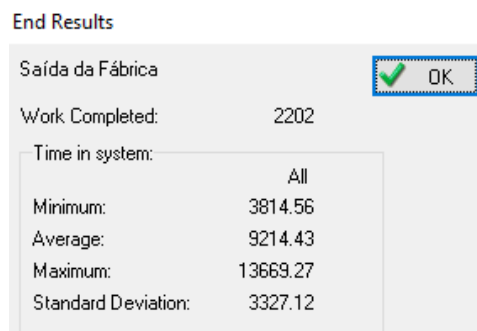 End Results
Saída da Fábrica
OK
Work Completed: 2202
Time in system:
All
Minimum: 3814.56
Average: 9214.43
Maximum: 13669.27
Standard Deviation: 3327.12